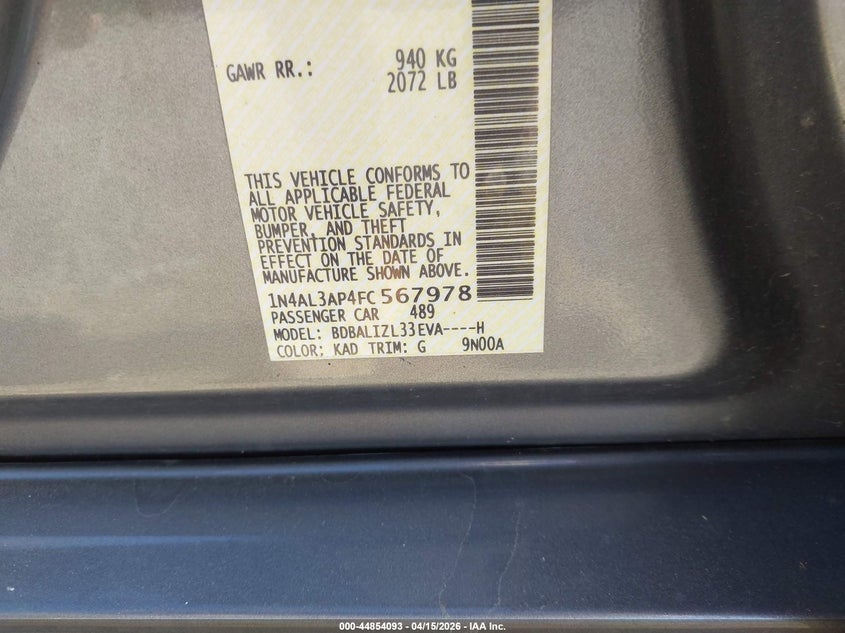 GAWR RR.: 940 KG
2072 LB
THIS VEHICLE CONFORMS TO
ALL APPLICABLE FEDERAL
MOTOR VEHICLE SAFETY,
BUMPER, AND THEFT
PREVENTION STANDARDS IN
EFFECT ON THE DATE OF
MANUFACTURE SHOWN ABOVE.
1N4AL3AP4FC567978
PASSENGER CAR 489
MODEL: BDBALIZL33EVA----H
COLOR: KAD TRIM: G 9N00A
000-44854093 - 04/15/2026 - IAA Inc.